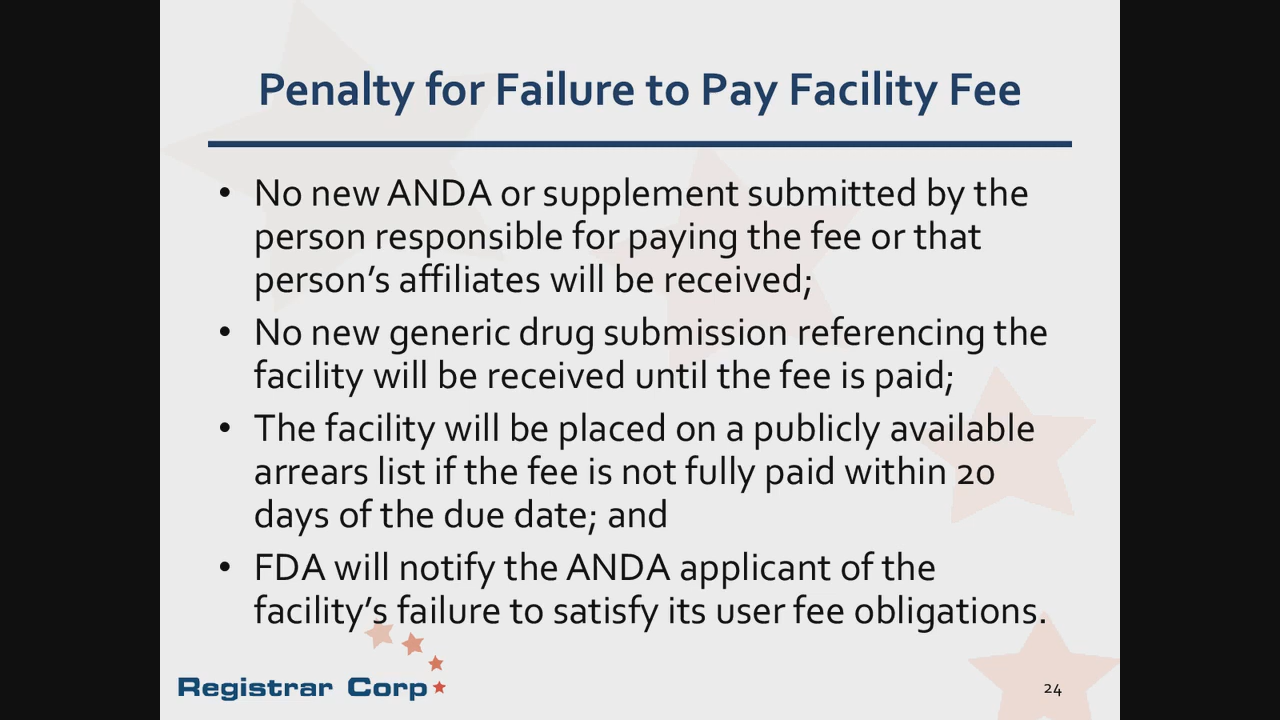 Penalty for Failure to Pay Facility Fee
• No new ANDA or supplement submitted by the
person responsible for paying the fee or that
person's affiliates will be received;
• No new generic drug submission referencing the
facility will be received until the fee is paid;
• The facility will be placed on a publicly available
arrears list if the fee is not fully paid within 20
days of the due date; and
• FDA will notify the ANDA applicant of the
facility's failure to satisfy its user fee obligations.
Registrar Corp
24